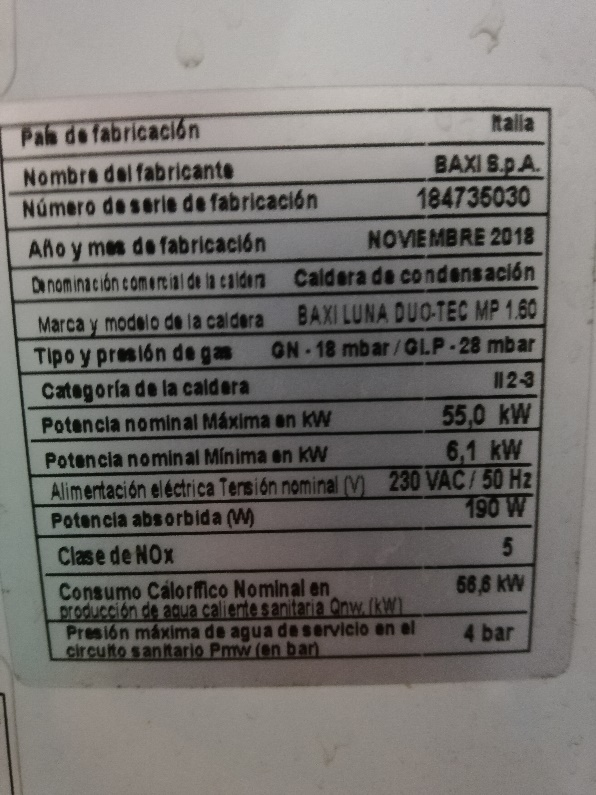 País de fabricación Italia
Nombre del fabricante BAXI S.p.A.
Número de serie de fabricación 184735030
Año y mes de fabricación NOVIEMBRE 2018
Denominación comercial de la caldera Caldera de condensación
Marca y modelo de la caldera BAXI LUNA DUO-TEC MP 1.60
Tipo y presión de gas GN - 18 mbar / GLP - 28 mbar
Categoría de la caldera II 2-3
Potencia nominal Máxima en kW 55,0 kW
Potencia nominal Mínima en kW 6,1 kW
Alimentación eléctrica Tensión nominal (V) 230 VAC / 50 Hz
Potencia absorbida (W) 190 W
Clase de NOx 5
Consumo Calorffico Nominal en 56,6 kW
producción de agua caliente sanitaria Qnw. (kW)
Presión máxima de agua de servicio en el 4 bar
circuito sanitario Pmw (en bar)